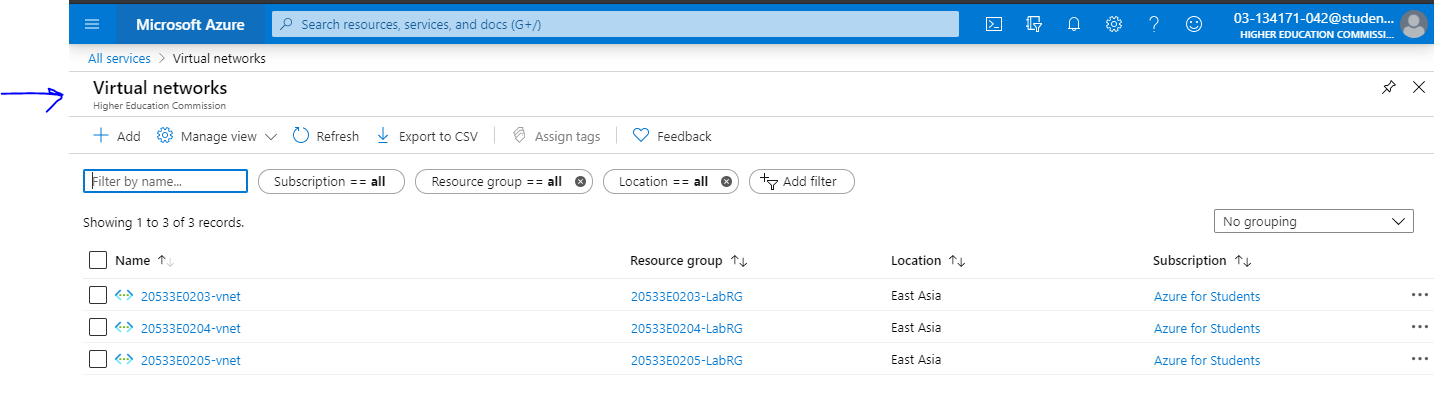 Microsoft Azure Search resources, services, and docs (G+/) 03-134171-042@studen...
HIGHER EDUCATION COMMISSI...
All services > Virtual networks
Virtual networks
Higher Education Commission
Add Manage view Refresh Export to CSV Assign tags Feedback
Filter by name... Subscription == all Resource group == all Location == all Add filter
Showing 1 to 3 of 3 records. No grouping
Name Resource group Location Subscription
20533E0203-vnet 20533E0203-LabRG East Asia Azure for Students
20533E0204-vnet 20533E0204-LabRG East Asia Azure for Students
20533E0205-vnet 20533E0205-LabRG East Asia Azure for Students